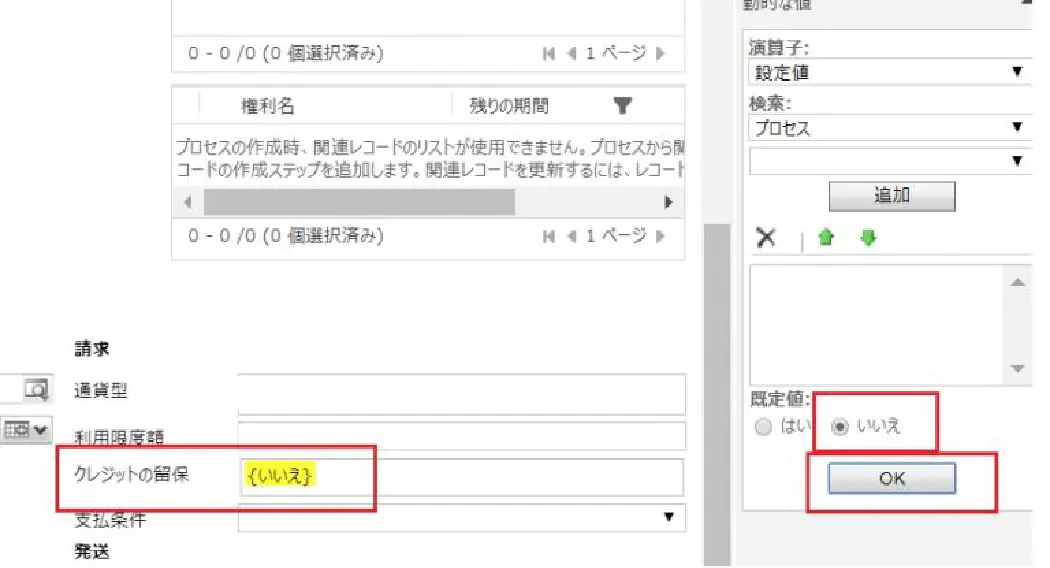 0 - 0 /0 (0 個選択済み)
1 ページ
権利名
残りの期間
プロセスの作成時、関連レコードのリストが使用できません。プロセスから関
コードの作成ステップを追加します。関連レコードを更新するには、レコート
0 - 0 /0 (0 個選択済み)
1 ページ
請求
通貨型
利用限度額
クレジットの留保
{いいえ}
支払条件
発送
動的な値
演算子:
設定値
検索:
プロセス
追加
既定値:
はい
いいえ
OK